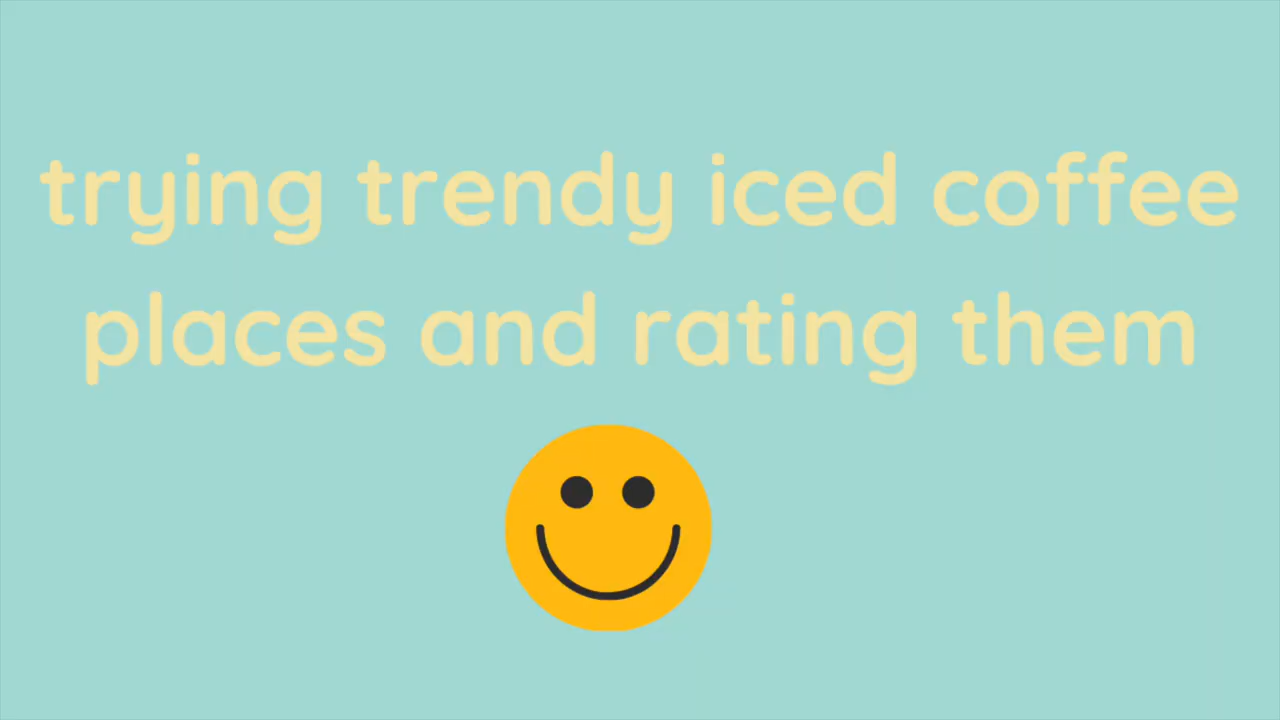 trying trendy iced coffee
places and rating them